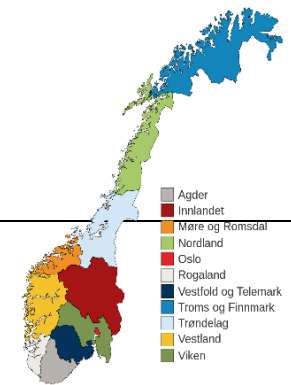 Agder
Innlandet
Møre og Romsdal
Nordland
Oslo
Rogaland
Vestfold og Telemark
Troms og Finnmark
Trøndelag
Vestland
Viken